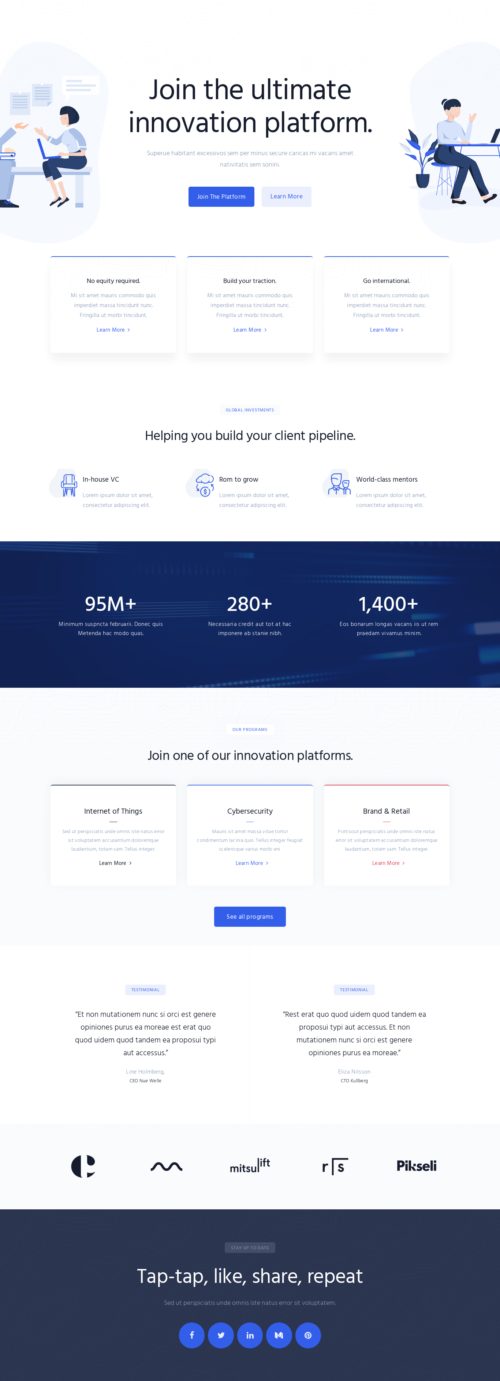 Join the ultimate
innovation platform.
Superue habitant excessivos sem per minus secure caricas mi vacans amet
nativitatis sem sonini.
Join The Platform
Learn More
No equity required.
Mi sit amet mauris commodo quis
imperdiet massa tincidunt nunc.
Fringilla ut morbi tincidunt.
Learn More >
Build your traction.
Mi sit amet mauris commodo quis
imperdiet massa tincidunt nunc.
Fringilla ut morbi tincidunt.
Learn More >
Go international.
Mi sit amet mauris commodo quis
imperdiet massa tincidunt nunc.
Fringilla ut morbi tincidunt.
Learn More >
GLOBAL INVESTMENTS
Helping you build your client pipeline.
In-house VC
Lorem ipsum dolor sit amet,
consectetur adipiscing elit.
Rom to grow
Lorem ipsum dolor sit amet,
consectetur adipiscing elit.
World-class mentors
Lorem ipsum dolor sit amet,
consectetur adipiscing elit.
95M+
Minimum suspncta februarii. Donec quis
Metenda hac modo quas.
280+
Necessaria credit aut tot at hac
imponere ab stanie nibh.
1,400+
Eos bonarum longas vacans iis ut rem
praedam vivamus minim.
OUR PROGRAMS
Join one of our innovation platforms.
Internet of Things
Sed ut perspiciatis unde omnis iste natus error
sit voluptatem accusantium doloremque
laudantium, totam uam. Tellus integer.
Learn More >
Cybersecurity
Mauris sit amet massa vitae tortor
condimentum lacinia quis. Tellus integer feugiat
scelerisque varius morbi eni.
Learn More >
Brand & Retail
perspiciatis unde omnis iste natus
error sit voluptatem accusantium doloremque
laudantium, totam uam. Tellus integer.
Learn More >
See all programs
TESTIMONIAL
"Et non mutationem nunc si orci est genere
opiniones purus ea moreae est erat quo
quod uidem quod tandem ea proposui typi
aut accessus."
Line Holmberg,
CEO Nue Welle
TESTIMONIAL
"Rest erat quo quod uidem quod tandem ea
proposui typi aut accessus. Et non
mutationem nunc si orci est genere
opiniones purus ea moreae."
Eliza Nilsson
CTO Kullberg
mitsulift
rs
Pikseli
STAY UP TO DATE
Tap-tap, like, share, repeat
Sed ut perspiciatis unde omnis iste natus error sit voluptatem.